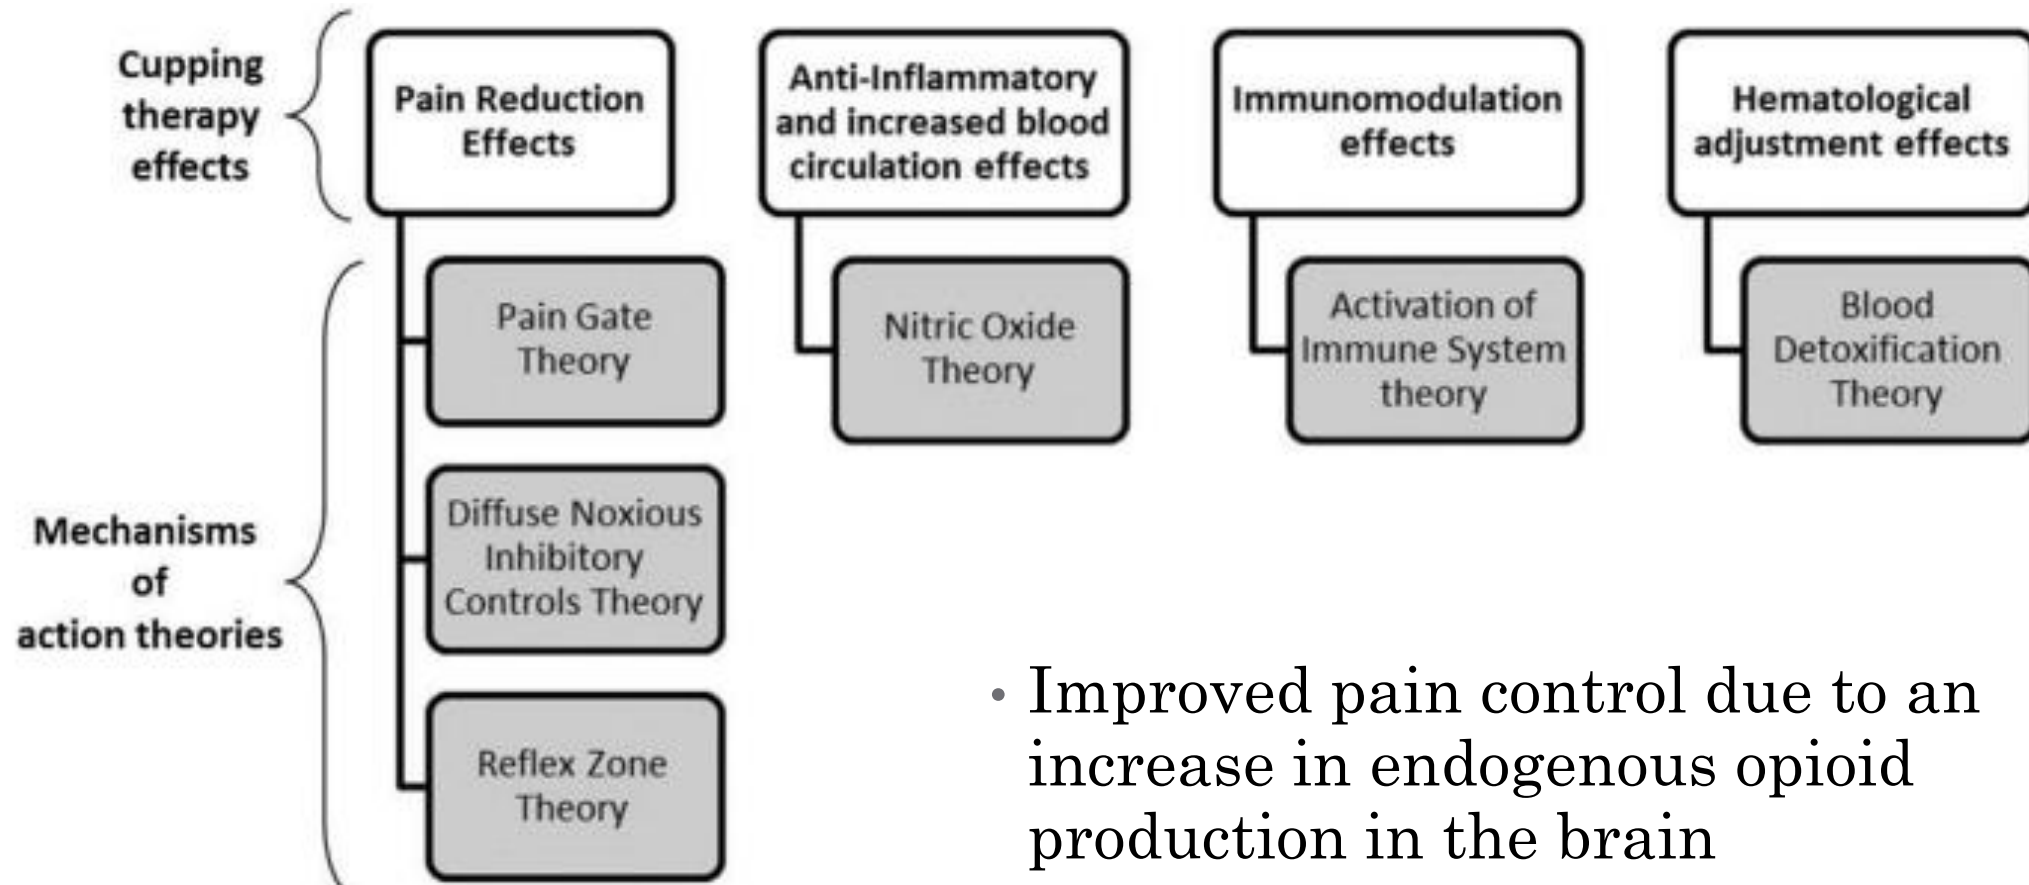 Cupping
therapy
effects
Pain Reduction
Effects
Anti-Inflammatory
and increased blood
circulation effects
Immunomodulation
effects
Hematological
adjustment effects
Mechanisms
of
action theories
Pain Gate
Theory
Diffuse Noxious
Inhibitory
Controls Theory
Reflex Zone
Theory
Nitric Oxide
Theory
Activation of
Immune System
theory
Blood
Detoxification
Theory
• Improved pain control due to an
increase in endogenous opioid
production in the brain